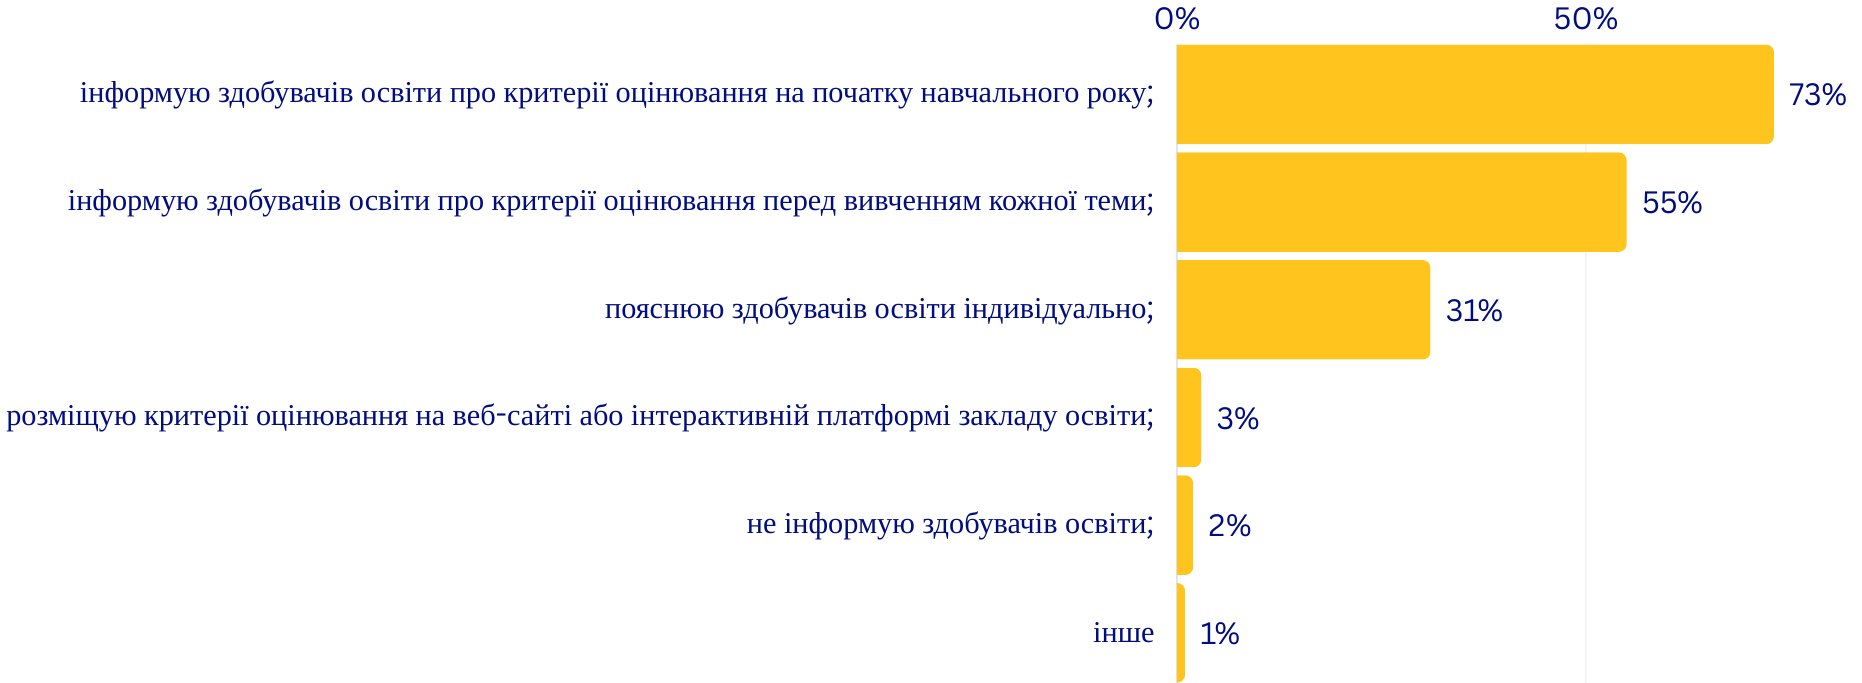 0% 50%
інформую здобувачів освіти про критерії оцінювання на початку навчального року; 73%
інформую здобувачів освіти про критерії оцінювання перед вивченням кожної теми; 55%
пояснюю здобувачів освіти індивідуально; 31%
розміщую критерії оцінювання на веб-сайті або інтерактивній платформі закладу освіти; 3%
не інформую здобувачів освіти; 2%
інше 1%